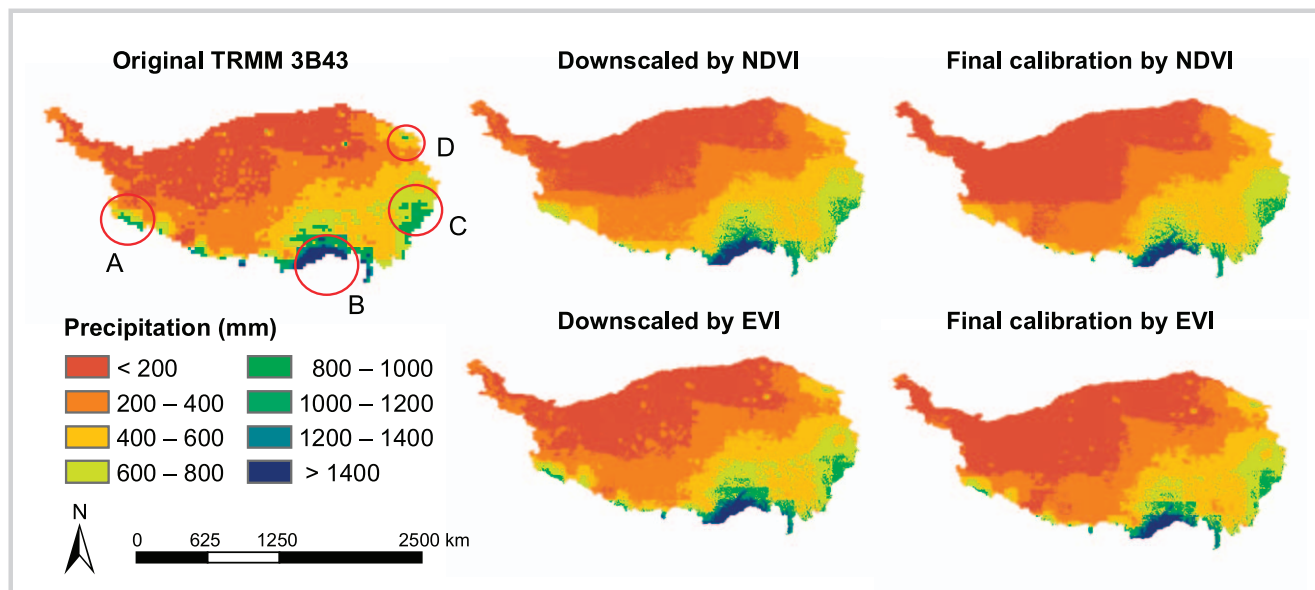 Original TRMM 3B43
Downscaled by NDVI
Final calibration by NDVI
D
C
A
B
Downscaled by EVI
Final calibration by EVI
Precipitation (mm)
< 200
800 – 1000
200 – 400
1000 – 1200
400 – 600
1200 – 1400
600 – 800
> 1400
N
0 625 1250 2500 km